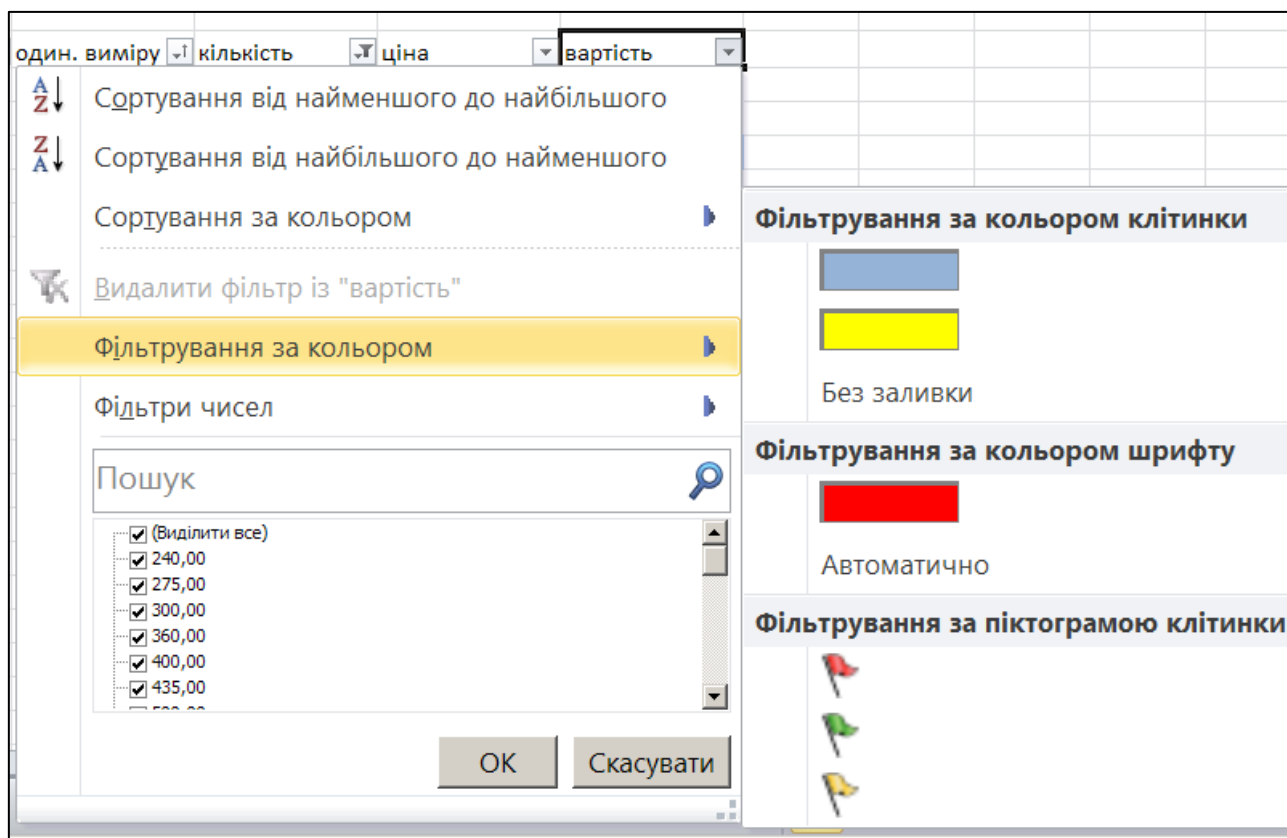 один. виміру кількість ціна вартість
Сортування від найменшого до найбільшого
Сортування від найбільшого до найменшого
Сортування за кольором
Видалити фільтр із "вартість"
Фільтрування за кольором
Фільтри чисел
Пошук
(Виділити все)
240,00
275,00
300,00
360,00
400,00
435,00
ОК Скасувати
Фільтрування за кольором клітинки
Без заливки
Фільтрування за кольором шрифту
Автоматично
Фільтрування за піктограмою клітинки